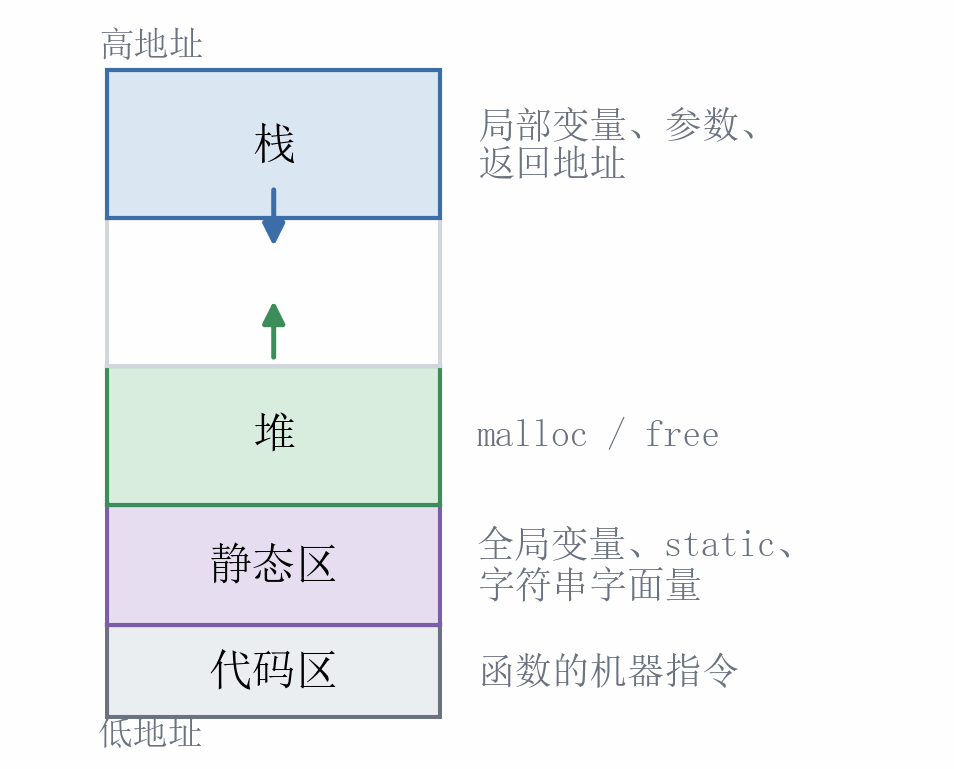 高地址
栈
局部变量、参数、
返回地址
堆
malloc / free
静态区
全局变量、static、
字符串字面量
代码区
函数的机器指令
低地址